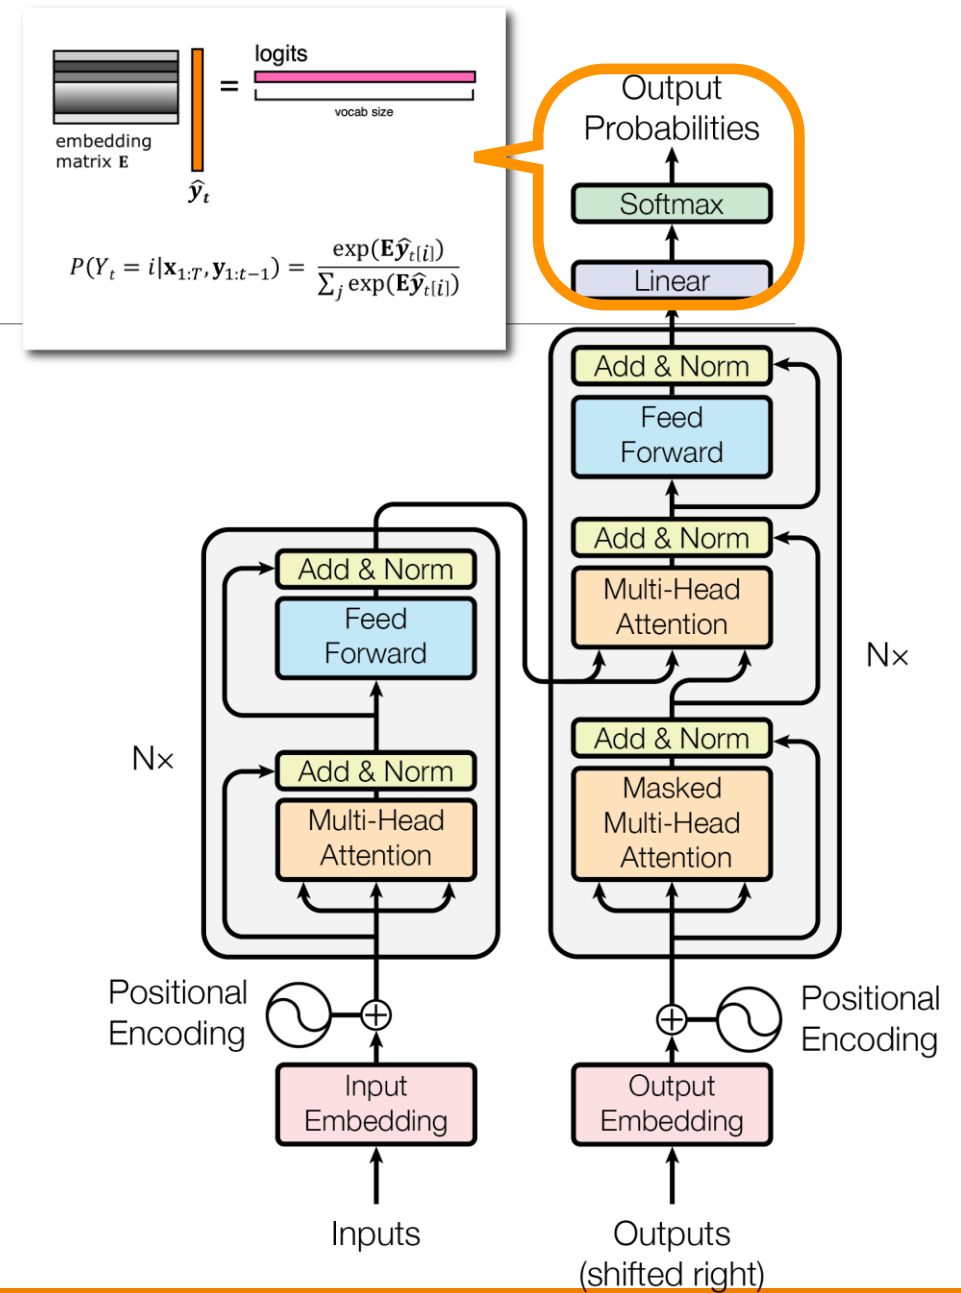 logits
=
vocab size
embedding
matrix E
ŷₜ
P(Yₜ = i|x₁:T, y₁:t−1) = exp(Eŷₜ[i]) / ∑ⱼ exp(Eŷₜ[i])
Output
Probabilities
Softmax
Linear
Add & Norm
Feed
Forward
Add & Norm
Multi-Head
Attention
N×
Add & Norm
Masked
Multi-Head
Attention
Add & Norm
Feed
Forward
N×
Add & Norm
Multi-Head
Attention
Positional
Encoding
Positional
Encoding
Input
Embedding
Output
Embedding
Inputs
Outputs
(shifted right)